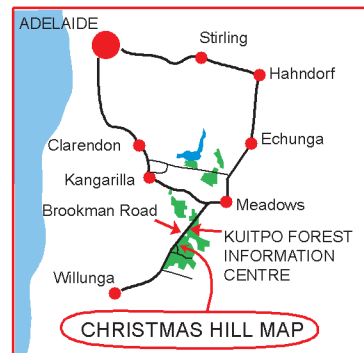 ADELAIDE
Stirling
Hahndorf
Clarendon
Echunga
Kangarilla
Brookman Road
Meadows
KUITPO FOREST
INFORMATION
CENTRE
Willunga
CHRISTMAS HILL MAP